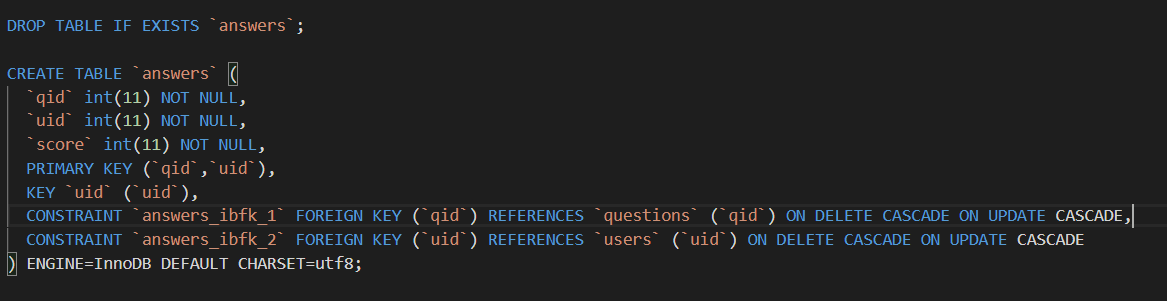 DROP TABLE IF EXISTS `answers`;
CREATE TABLE `answers` (
`qid` int(11) NOT NULL,
`uid` int(11) NOT NULL,
`score` int(11) NOT NULL,
PRIMARY KEY (`qid`,`uid`),
KEY `uid` (`uid`),
CONSTRAINT `answers_ibfk_1` FOREIGN KEY (`qid`) REFERENCES `questions` (`qid`) ON DELETE CASCADE ON UPDATE CASCADE,
CONSTRAINT `answers_ibfk_2` FOREIGN KEY (`uid`) REFERENCES `users` (`uid`) ON DELETE CASCADE ON UPDATE CASCADE
) ENGINE=InnoDB DEFAULT CHARSET=utf8;